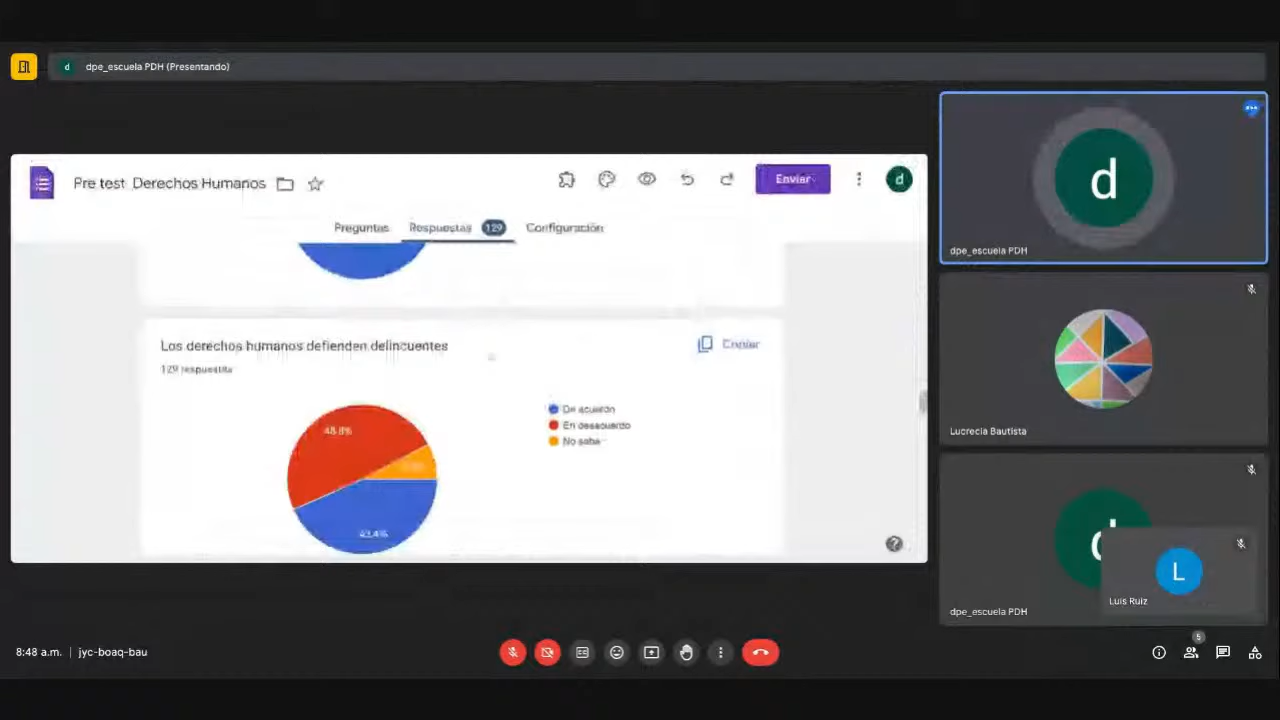 d dpe_escuela PDH (Presentando)
Pre test Derechos Humanos
Enviar
d
Preguntas Respuestas 129 Configuración
Los derechos humanos defienden delincuentes
Copiar
129 respuestas
48.8%
42.4%
De acuerdo
En desacuerdo
No sabe
d
dpe_escuela PDH
Lucrecia Bautista
d
dpe_escuela PDH
L
Luis Ruiz
8:48 a.m. | jyc-boaq-bau
5